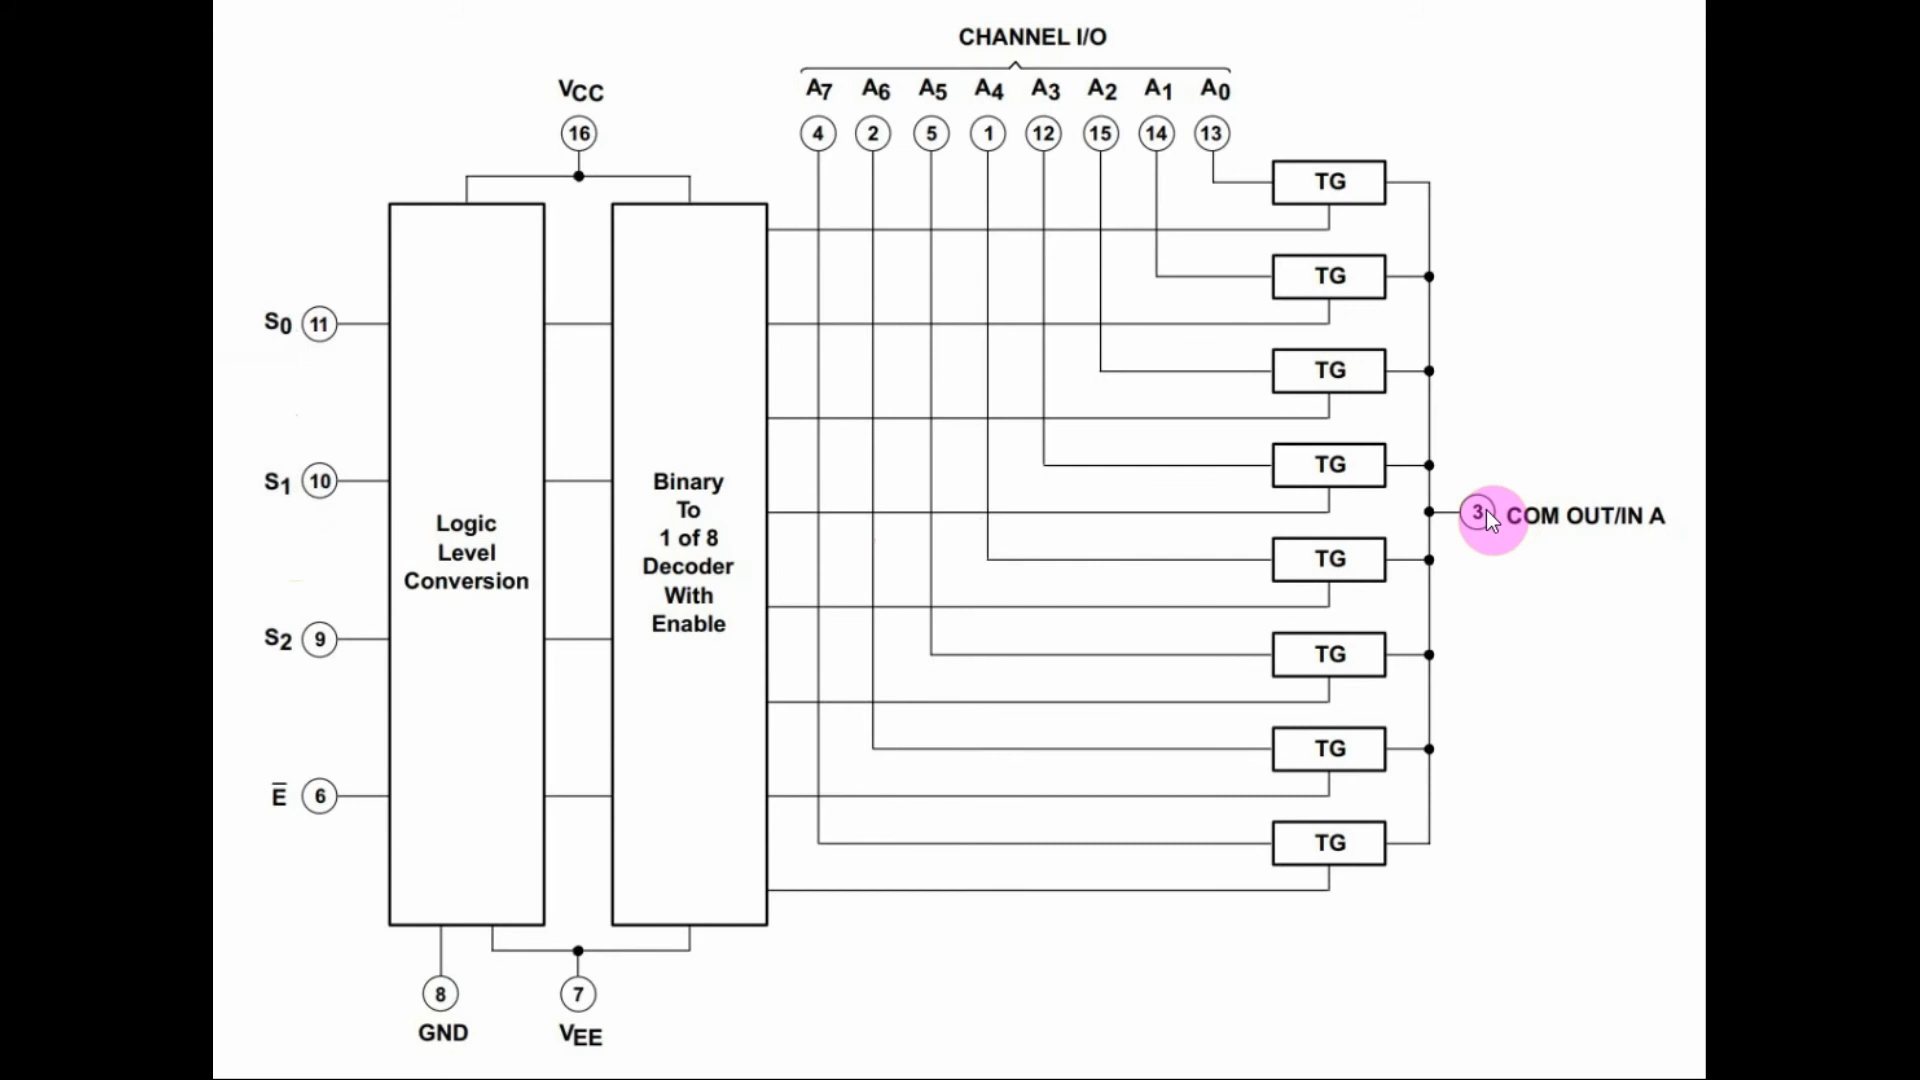 CHANNEL I/O
VCC
A7 A6 A5 A4 A3 A2 A1 A0
16
4 2 5 1 12 15 14 13
TG
TG
S0 11
TG
TG
S1 10
Binary
To
1 of 8
Decoder
With
Enable
Logic
Level
Conversion
3 COM OUT/IN A
TG
S2 9
TG
TG
E̅ 6
TG
8
7
GND
VEE